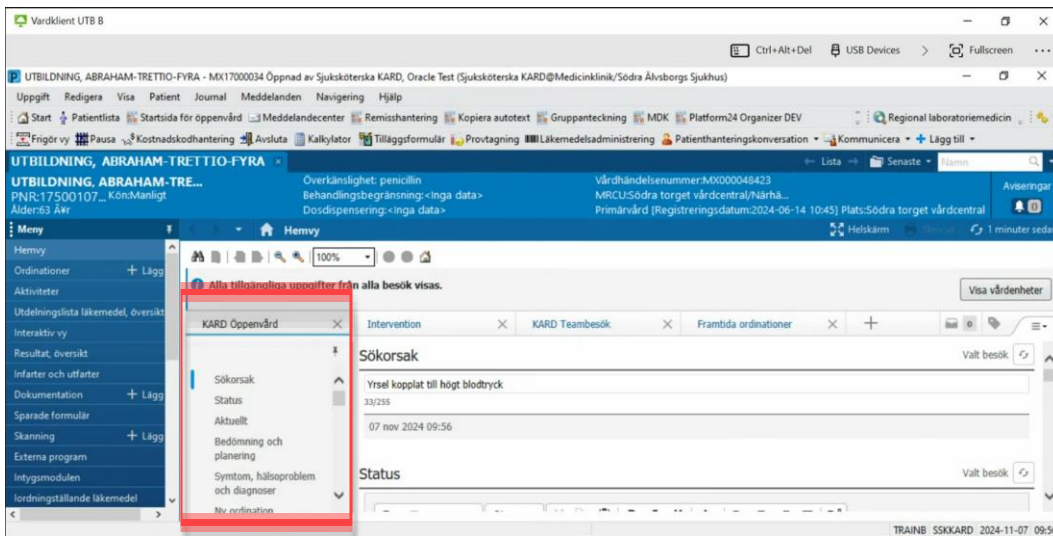 Vardklient UTB B
Ctrl+Alt+Del USB Devices Fullscreen
UTBILDNING, ABRAHAM-TRETTIO-FYRA - MX17000034 Öppnad av Sjuksköterska KARD, Oracle Test (Sjuksköterska KARD@Medicinklinik/Södra Älvsborgs Sjukhus)
Uppgift Redigera Visa Patient Journal Meddelanden Navigering Hjälp
Start Patientlista Startsida för öppenvård Meddelandecenter Remisshantering Kopiera autotext Gruppanteckning MDK Platform24 Organizer DEV Regional laboratoriemedicin
Frigör vy Pausa Kostnadskodhantering Avsluta Kalkylator Tilläggsformulär Provtagning Läkemedelsadministrering Patienthanteringskonversation Kommunicera Lägg till
UTBILDNING, ABRAHAM-TRETTIO-FYRA Lista Senaste Namn
UTBILDNING, ABRAHAM-TRE... Överkänslighet: penicillin Vårdhändelsenummer:MX000048423
PNR:17500107... Kön:Manligt Behandlingsbegränsning:<Inga data> MRCU:Södra torget vårdcentral/Närhä... Aviseringar
Ålder:63 Å¥r Dosdispensering:<Inga data> Primärvård [Registreringsdatum:2024-06-14 10:45] Plats:Södra torget vårdcentral 0
Meny Hemvy Helskärm 1 minuter seda
Hemvy
100%
Ordinationer + Lägg
Aktiviteter
Alla tillgängliga uppgifter från alla besök visas.
Visa vårdenheter
Utdelningslista läkemedel, översikt
Interaktiv vy
Resultat, översikt
Infarter och utfarter
Dokumentation + Lägg
Sparade formulär
Skanning + Lägg
Externa program
Intygsmodulen
Iordningställande läkemedel
KARD Öppenvård Intervention KARD Teambesök Framtida ordinationer + 0
Sökorsak
Status
Aktuellt
Bedömning och
planering
Symtom, hälsoproblem
och diagnoser
Ny ordination
Sökorsak Valt besök
Yrsel kopplat till högt blodtryck
33/255
07 nov 2024 09:56
Status Valt besök
TRAINB SSKKARD 2024-11-07 09:5